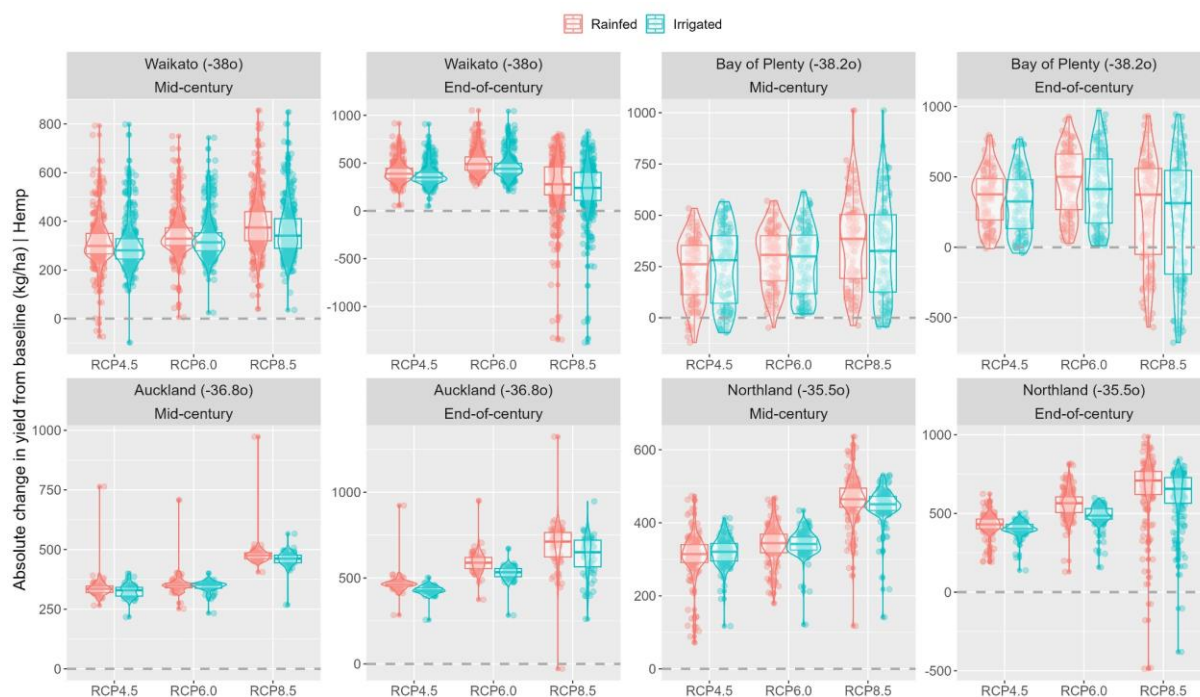 Rainfed Irrigated
Absolute change in yield from baseline (kg/ha) | Hemp
Waikato (-38o)
Mid-century
800
600
400
200
0
RCP4.5 RCP6.0 RCP8.5
Waikato (-38o)
End-of-century
1000
500
0
-500
-1000
RCP4.5 RCP6.0 RCP8.5
Bay of Plenty (-38.2o)
Mid-century
1000
750
500
250
0
RCP4.5 RCP6.0 RCP8.5
Bay of Plenty (-38.2o)
End-of-century
1000
500
0
-500
RCP4.5 RCP6.0 RCP8.5
Auckland (-36.8o)
Mid-century
1000
750
500
250
0
RCP4.5 RCP6.0 RCP8.5
Auckland (-36.8o)
End-of-century
1000
500
0
RCP4.5 RCP6.0 RCP8.5
Northland (-35.5o)
Mid-century
600
400
200
0
RCP4.5 RCP6.0 RCP8.5
Northland (-35.5o)
End-of-century
1000
500
0
-500
RCP4.5 RCP6.0 RCP8.5